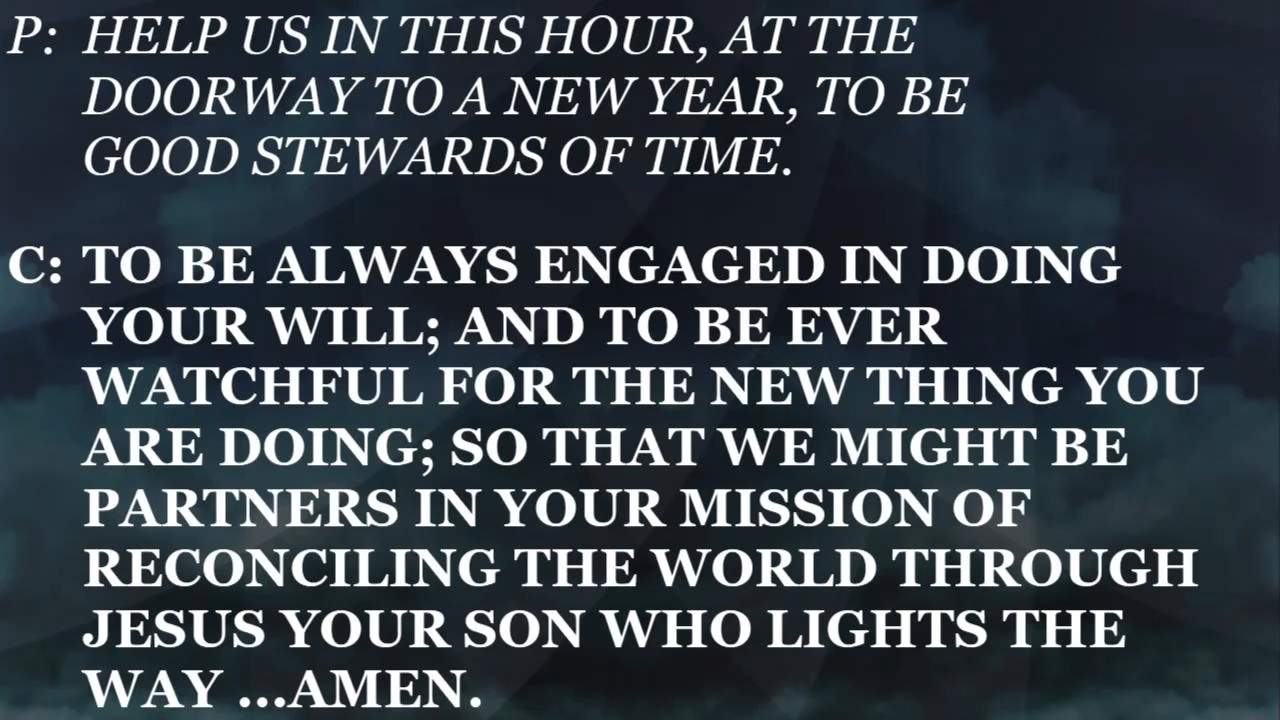 P: HELP US IN THIS HOUR, AT THE
DOORWAY TO A NEW YEAR, TO BE
GOOD STEWARDS OF TIME.
C: TO BE ALWAYS ENGAGED IN DOING
YOUR WILL; AND TO BE EVER
WATCHFUL FOR THE NEW THING YOU
ARE DOING; SO THAT WE MIGHT BE
PARTNERS IN YOUR MISSION OF
RECONCILING THE WORLD THROUGH
JESUS YOUR SON WHO LIGHTS THE
WAY ...AMEN.